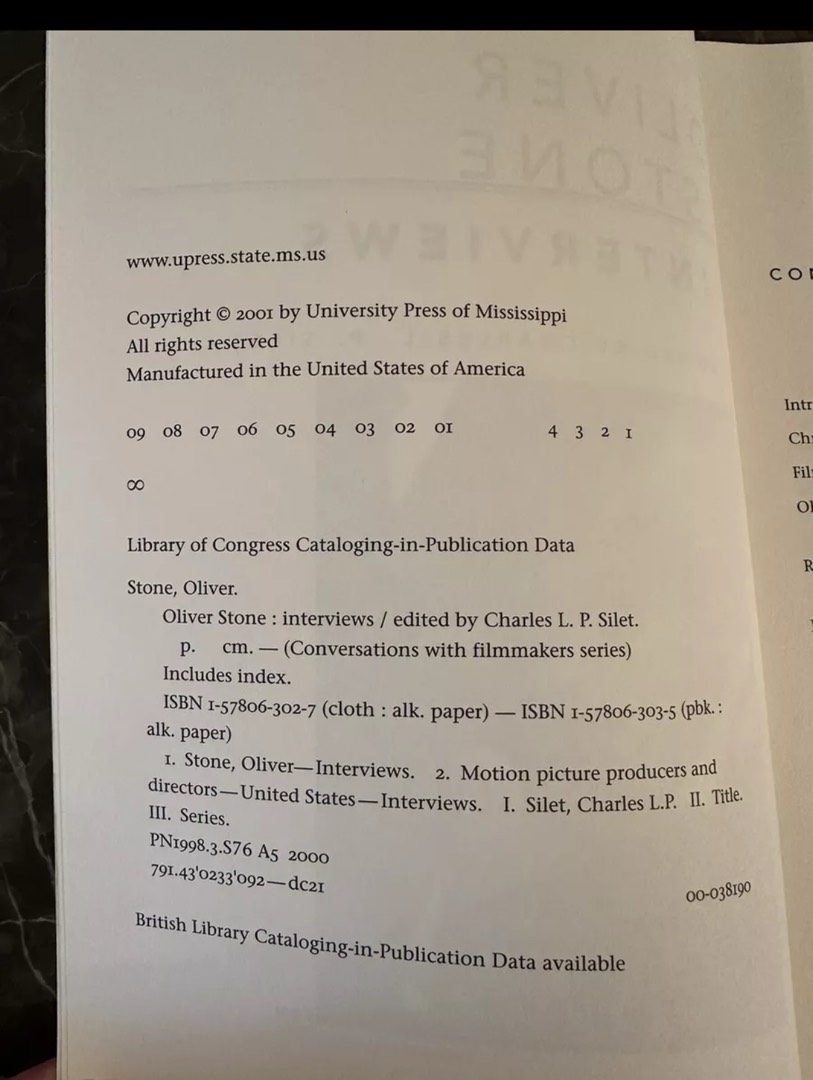 www.upress.state.ms.us
Copyright © 2001 by University Press of Mississippi
All rights reserved
Manufactured in the United States of America
09 08 07 06 05 04 03 02 01 4 3 2 1
∞
Library of Congress Cataloging-in-Publication Data
Stone, Oliver.
Oliver Stone : interviews / edited by Charles L. P. Silet.
p. cm. — (Conversations with filmmakers series)
Includes index.
ISBN 1-57806-302-7 (cloth : alk. paper) — ISBN 1-57806-303-5 (pbk. :
alk. paper)
1. Stone, Oliver—Interviews. 2. Motion picture producers and
directors—United States—Interviews. I. Silet, Charles L.P. II. Title.
III. Series.
PN1998.3.S76 A5 2000
791.43'0233'092—dc21
00-038190
British Library Cataloging-in-Publication Data available